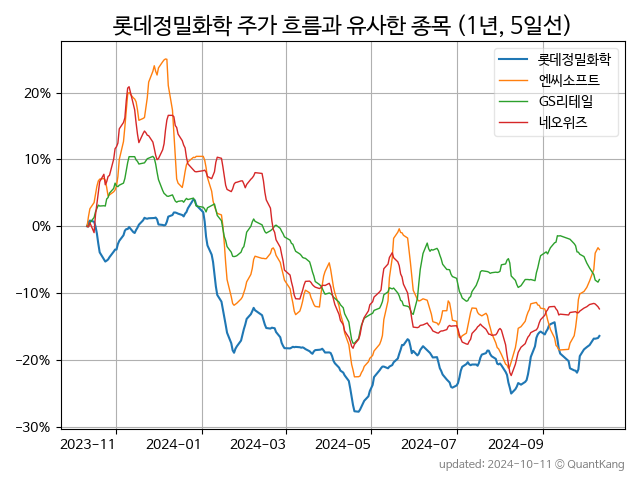 롯데정밀화학 주가 흐름과 유사한 종목 (1년, 5일선)
롯데정밀화학
엔씨소프트
GS리테일
네오위즈
20%
10%
0%
−10%
−20%
−30%
2023-11 2024-01 2024-03 2024-05 2024-07 2024-09
updated: 2024-10-11 © QuantKang